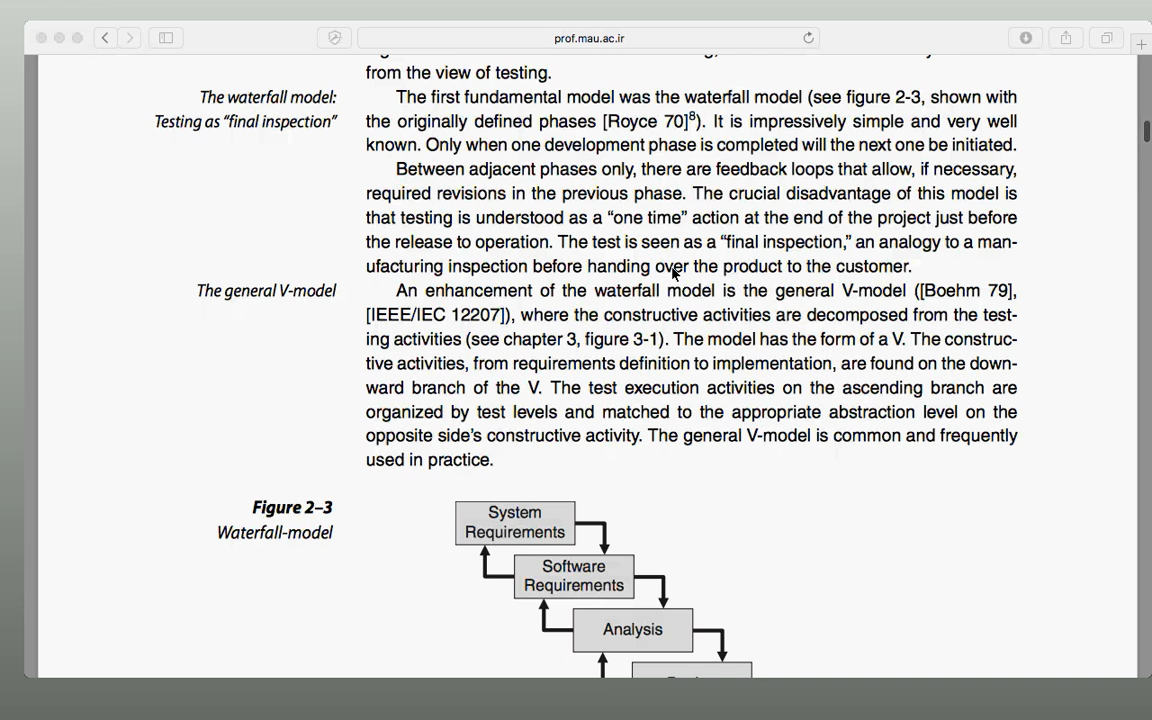 prof.mau.ac.ir
from the view of testing.
The waterfall model:
Testing as “final inspection”
The first fundamental model was the waterfall model (see figure 2-3, shown with
the originally defined phases [Royce 70]8). It is impressively simple and very well
known. Only when one development phase is completed will the next one be initiated.
Between adjacent phases only, there are feedback loops that allow, if necessary,
required revisions in the previous phase. The crucial disadvantage of this model is
that testing is understood as a “one time” action at the end of the project just before
the release to operation. The test is seen as a “final inspection,” an analogy to a man-
ufacturing inspection before handing over the product to the customer.
The general V-model
An enhancement of the waterfall model is the general V-model ([Boehm 79],
[IEEE/IEC 12207]), where the constructive activities are decomposed from the test-
ing activities (see chapter 3, figure 3-1). The model has the form of a V. The construc-
tive activities, from requirements definition to implementation, are found on the down-
ward branch of the V. The test execution activities on the ascending branch are
organized by test levels and matched to the appropriate abstraction level on the
opposite side’s constructive activity. The general V-model is common and frequently
used in practice.
Figure 2–3
Waterfall-model
System
Requirements
Software
Requirements
Analysis